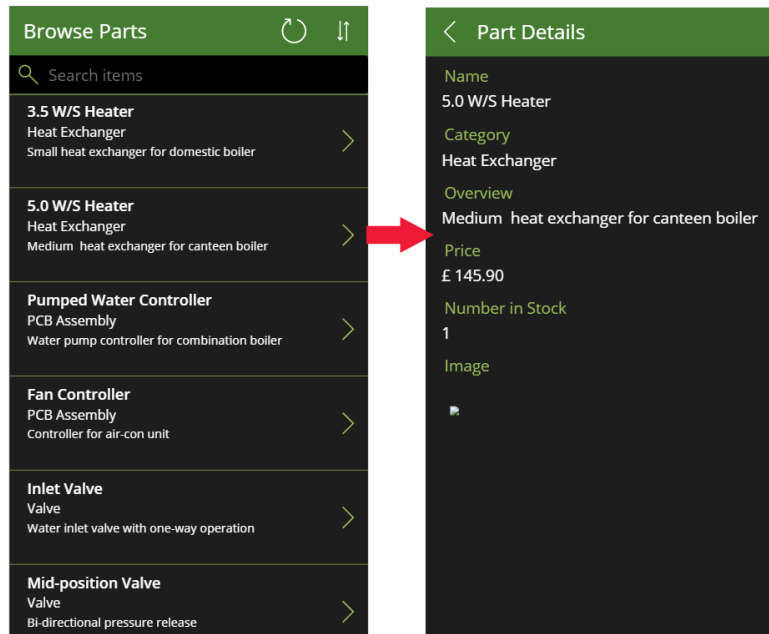 Browse Parts
Search items
3.5 W/S Heater
Heat Exchanger
Small heat exchanger for domestic boiler
5.0 W/S Heater
Heat Exchanger
Medium  heat exchanger for canteen boiler
Pumped Water Controller
PCB Assembly
Water pump controller for combination boiler
Fan Controller
PCB Assembly
Controller for air-con unit
Inlet Valve
Valve
Water inlet valve with one-way operation
Mid-position Valve
Valve
Bi-directional pressure release
Part Details
Name
5.0 W/S Heater
Category
Heat Exchanger
Overview
Medium  heat exchanger for canteen boiler
Price
£ 145.90
Number in Stock
1
Image